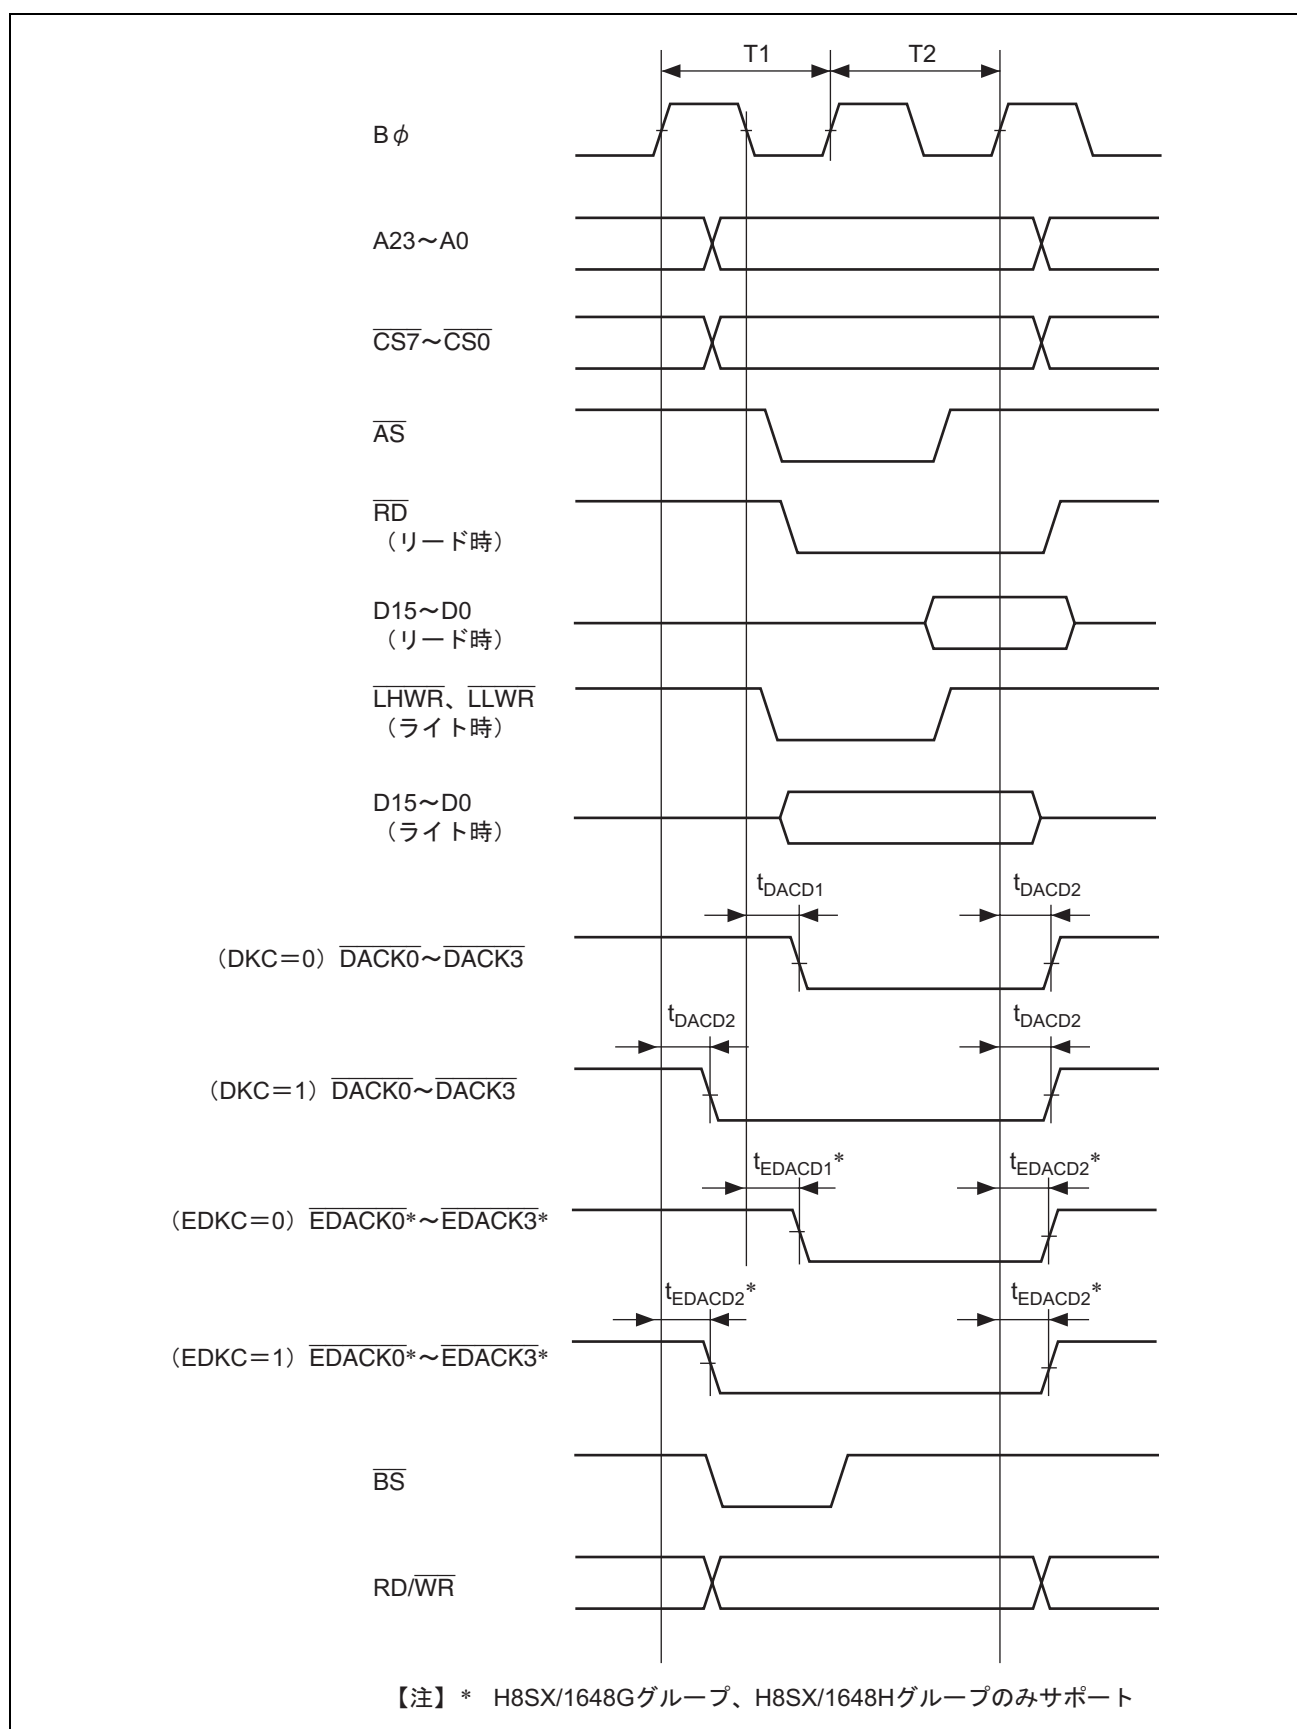 T1 T2
Bφ
A23～A0
CS7～CS0
AS
RD
（リード時）
D15～D0
（リード時）
LHWR、LLWR
（ライト時）
D15～D0
（ライト時）
tDACD1 tDACD2
（DKC＝0）DACK0～DACK3
tDACD2 tDACD2
（DKC＝1）DACK0～DACK3
tEDACD1* tEDACD2*
（EDKC＝0）EDACK0*～EDACK3*
tEDACD2* tEDACD2*
（EDKC＝1）EDACK0*～EDACK3*
BS
RD/WR
【注】* H8SX/1648Gグループ、H8SX/1648Hグループのみサポート